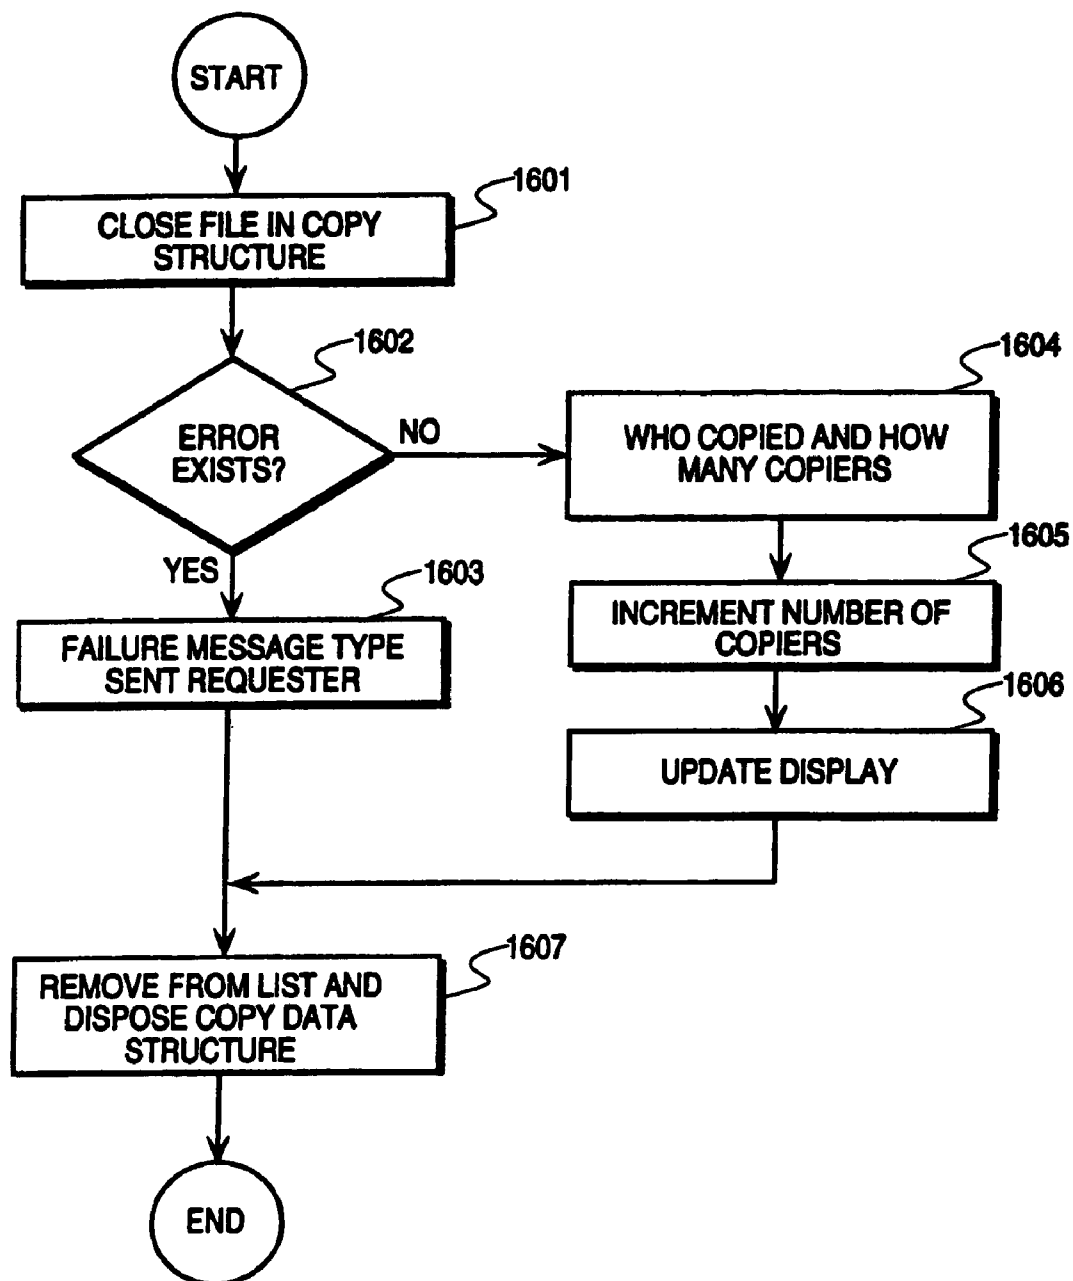 START
1601
CLOSE FILE IN COPY
STRUCTURE
1602
ERROR
EXISTS?
NO
YES
1604
WHO COPIED AND HOW
MANY COPIERS
1605
INCREMENT NUMBER OF
COPIERS
1603
FAILURE MESSAGE TYPE
SENT REQUESTER
1606
UPDATE DISPLAY
1607
REMOVE FROM LIST AND
DISPOSE COPY DATA
STRUCTURE
END